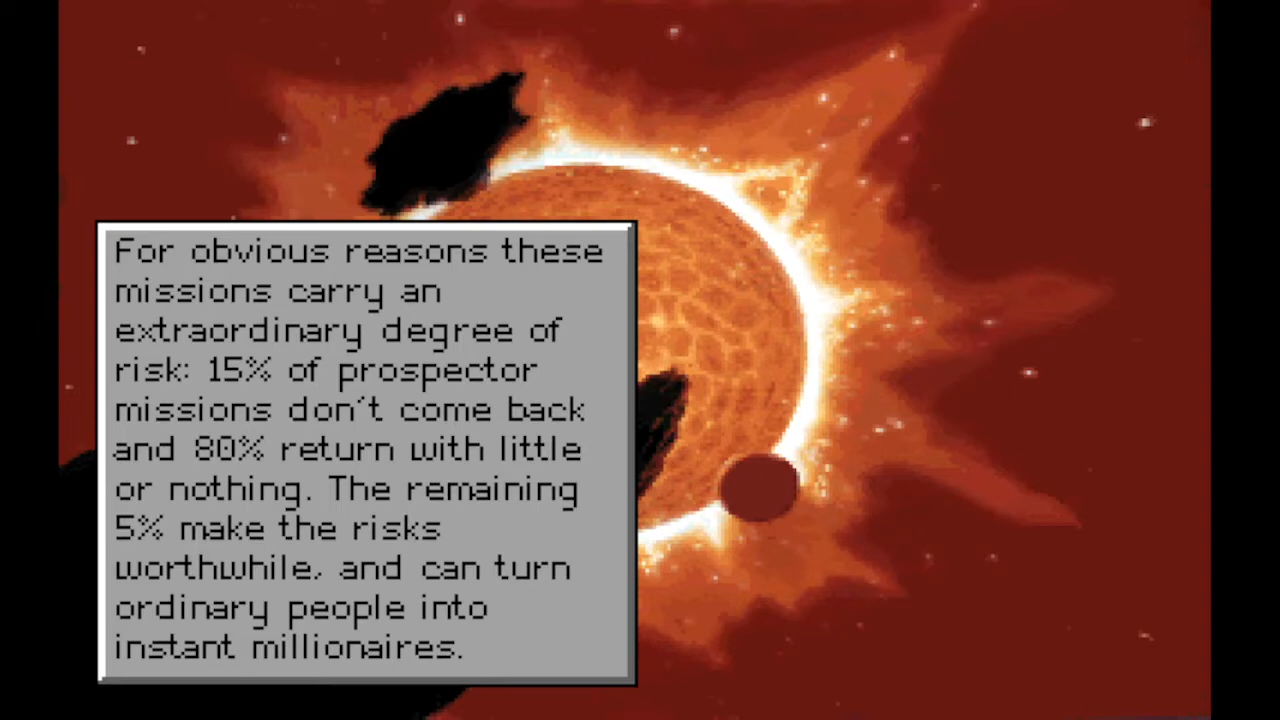 For obvious reasons these
missions carry an
extraordinary degree of
risk: 15% of prospector
missions don't come back
and 80% return with little
or nothing. The remaining
5% make the risks
worthwhile, and can turn
ordinary people into
instant millionaires.